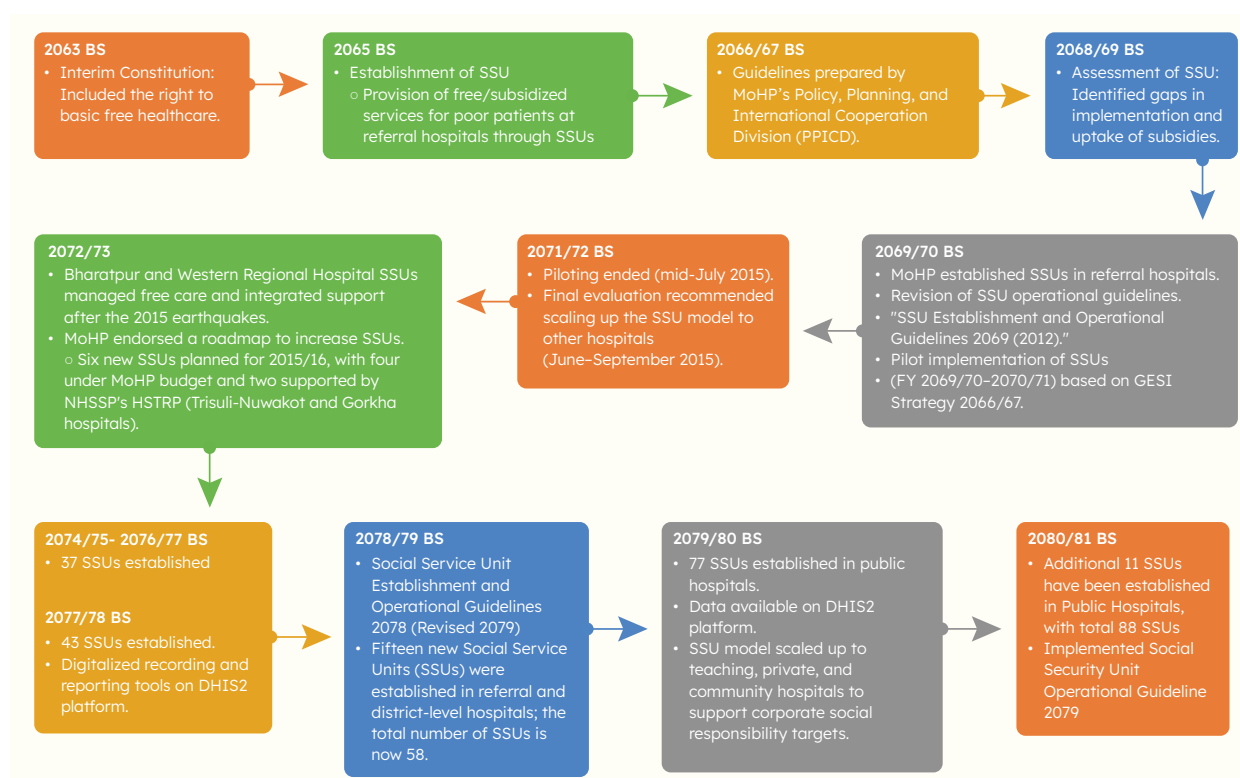 2063 BS
• Interim Constitution:
Included the right to
basic free healthcare.
2065 BS
• Establishment of SSU
○ Provision of free/subsidized
services for poor patients at
referral hospitals through SSUs
2066/67 BS
• Guidelines prepared by
MoHP's Policy, Planning, and
International Cooperation
Division (PPICD).
2068/69 BS
• Assessment of SSU:
Identified gaps in
implementation and
uptake of subsidies.
2069/70 BS
• MoHP established SSUs in referral hospitals.
• Revision of SSU operational guidelines.
• "SSU Establishment and Operational
Guidelines 2069 (2012)."
• Pilot implementation of SSUs
• (FY 2069/70–2070/71) based on GESI
Strategy 2066/67.
2071/72 BS
• Piloting ended (mid-July 2015).
• Final evaluation recommended
scaling up the SSU model to
other hospitals
(June–September 2015).
2072/73
• Bharatpur and Western Regional Hospital SSUs
managed free care and integrated support
after the 2015 earthquakes.
• MoHP endorsed a roadmap to increase SSUs.
○ Six new SSUs planned for 2015/16, with four
under MoHP budget and two supported by
NHSSP's HSTRP (Trisuli-Nuwakot and Gorkha
hospitals).
2074/75- 2076/77 BS
• 37 SSUs established
2077/78 BS
• 43 SSUs established.
• Digitalized recording and
reporting tools on DHIS2
platform.
2078/79 BS
• Social Service Unit
Establishment and
Operational Guidelines
2078 (Revised 2079)
• Fifteen new Social Service
Units (SSUs) were
established in referral and
district-level hospitals; the
total number of SSUs is
now 58.
2079/80 BS
• 77 SSUs established in public
hospitals.
• Data available on DHIS2
platform.
• SSU model scaled up to
teaching, private, and
community hospitals to
support corporate social
responsibility targets.
2080/81 BS
• Additional 11 SSUs
have been established
in Public Hospitals,
with total 88 SSUs
• Implemented Social
Security Unit
Operational Guideline
2079